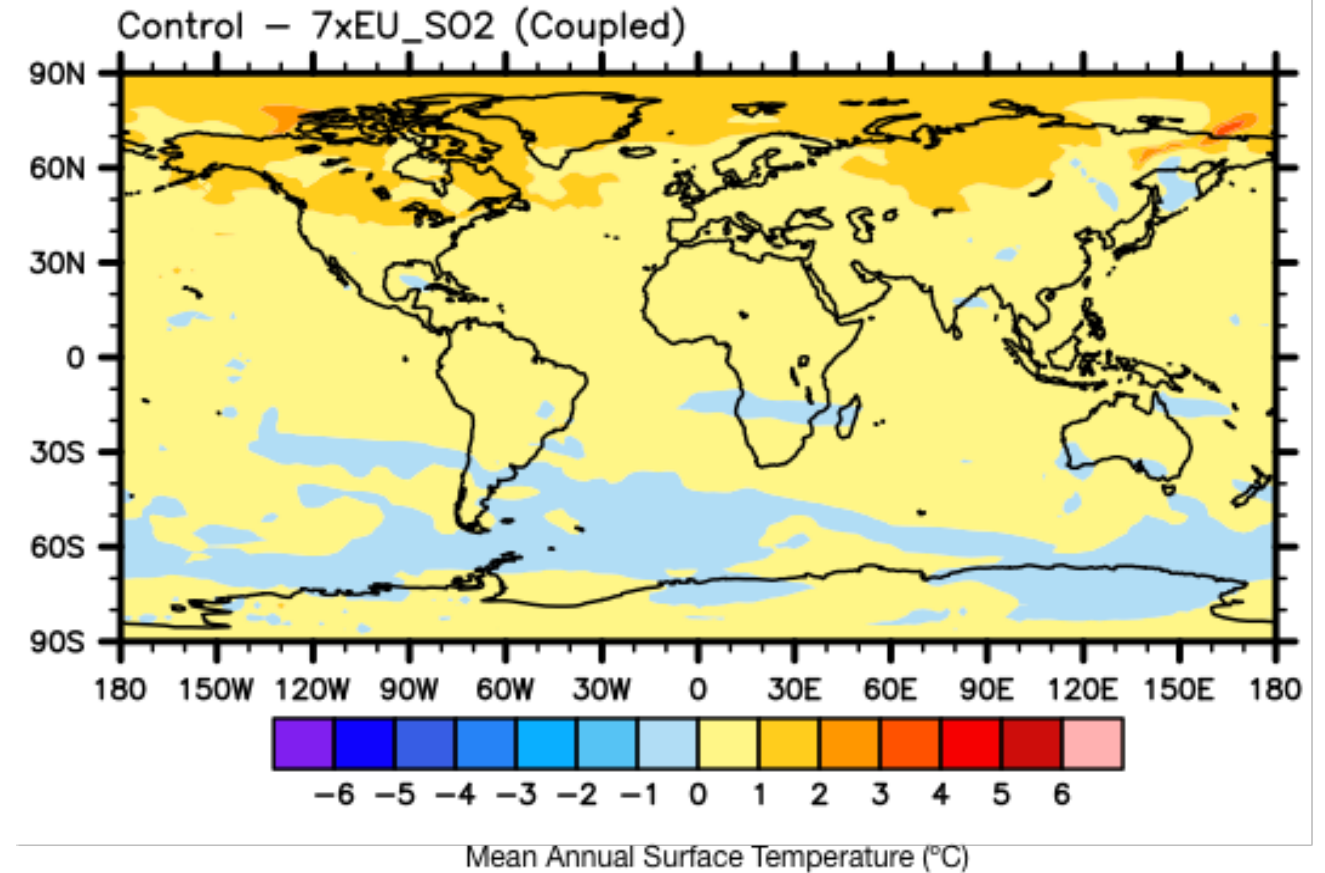 Control − 7xEU_SO2 (Coupled)
90N
60N
30N
0
30S
60S
90S
180 150W 120W 90W 60W 30W 0 30E 60E 90E 120E 150E 180
−6 −5 −4 −3 −2 −1 0 1 2 3 4 5 6
Mean Annual Surface Temperature (ºC)